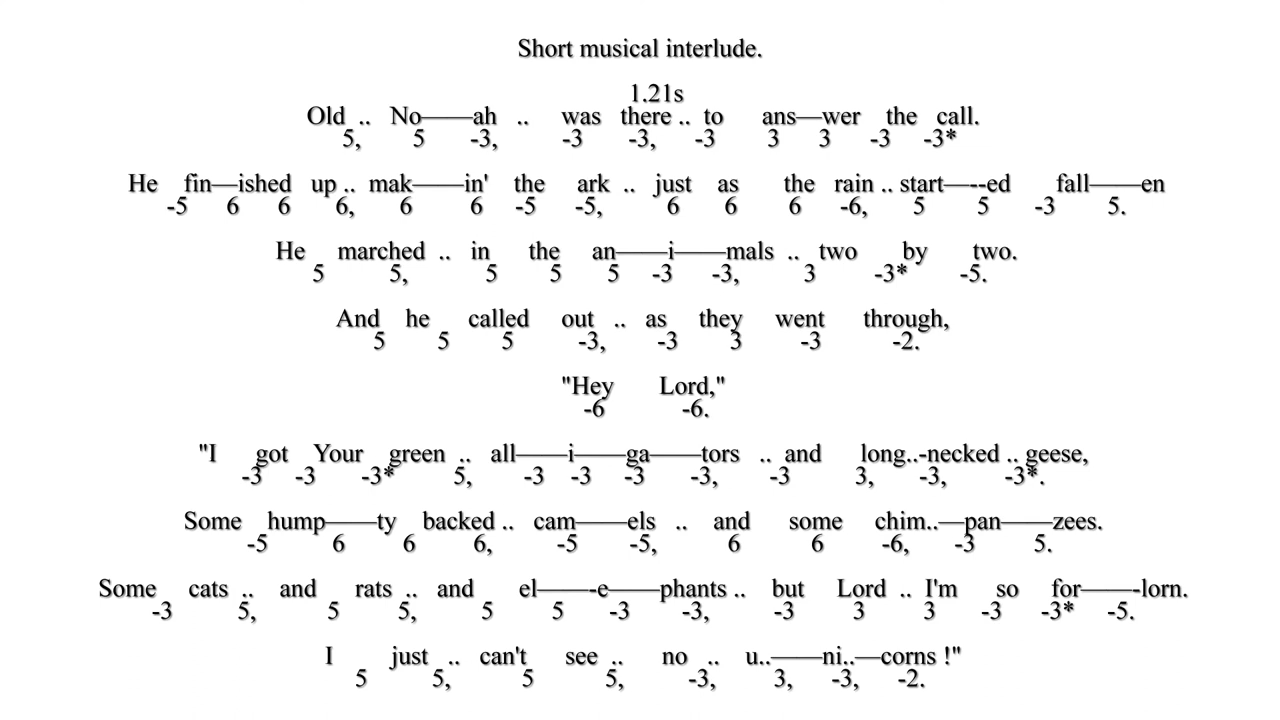 Short musical interlude.
1.21s
Old .. No——ah .. was there .. to ans—wer the call.
5, 5 -3, -3 -3, -3 3 3 -3 -3*
He fin—ished up .. mak——in' the ark .. just as the rain .. start—--ed fall——en
-5 6 6 6, 6 6 -5 -5, 6 6 6 -6, 5 5 -3 5.
He marched .. in the an——i——mals .. two by two.
5 5, 5 5 5 -3 -3, 3 -3* -5.
And he called out .. as they went through,
5 5 5 -3, -3 3 -3 -2.
"Hey Lord,"
-6 -6.
"I got Your green .. all——i——ga——tors .. and long..-necked .. geese,
-3 -3 -3* 5, -3 -3 -3 -3, -3 3, -3, -3*.
Some hump——ty backed .. cam——els .. and some chim..—pan——zees.
-5 6 6 6, -5 -5, 6 6 -6, -3 5.
Some cats .. and rats .. and el——-e——phants .. but Lord .. I'm so for——-lorn.
-3 5, 5 5, 5 5 -3 -3, -3 3 3 -3 -3* -5.
I just .. can't see .. no .. u..——ni..—corns !"
5 5, 5 5, -3, 3, -3, -2.